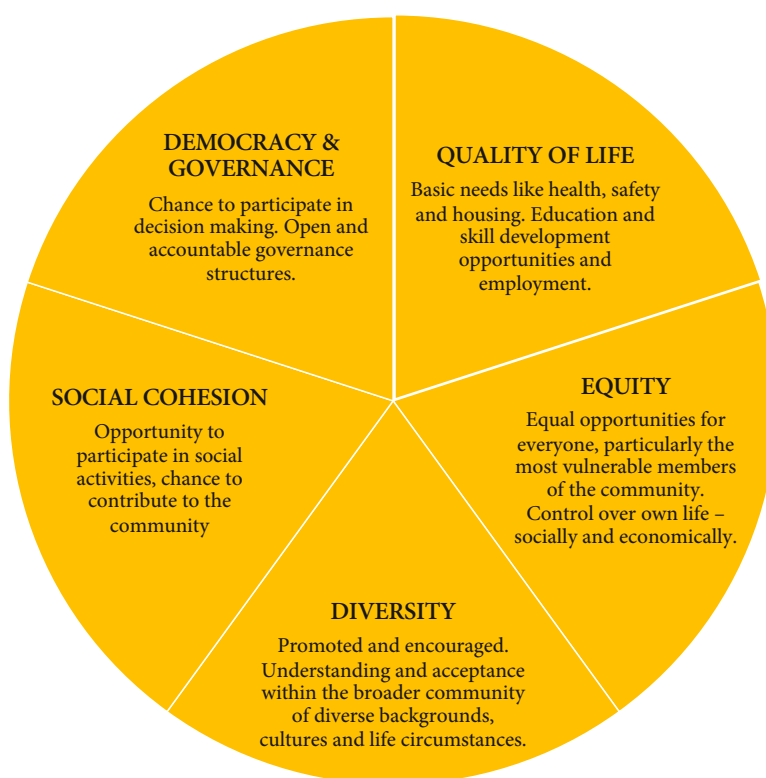 DEMOCRACY &
GOVERNANCE
Chance to participate in
decision making. Open and
accountable governance
structures.
QUALITY OF LIFE
Basic needs like health, safety
and housing. Education and
skill development
opportunities and
employment.
EQUITY
Equal opportunities for
everyone, particularly the
most vulnerable members
of the community.
Control over own life –
socially and economically.
DIVERSITY
Promoted and encouraged.
Understanding and acceptance
within the broader community
of diverse backgrounds,
cultures and life circumstances.
SOCIAL COHESION
Opportunity to
participate in social
activities, chance to
contribute to the
community